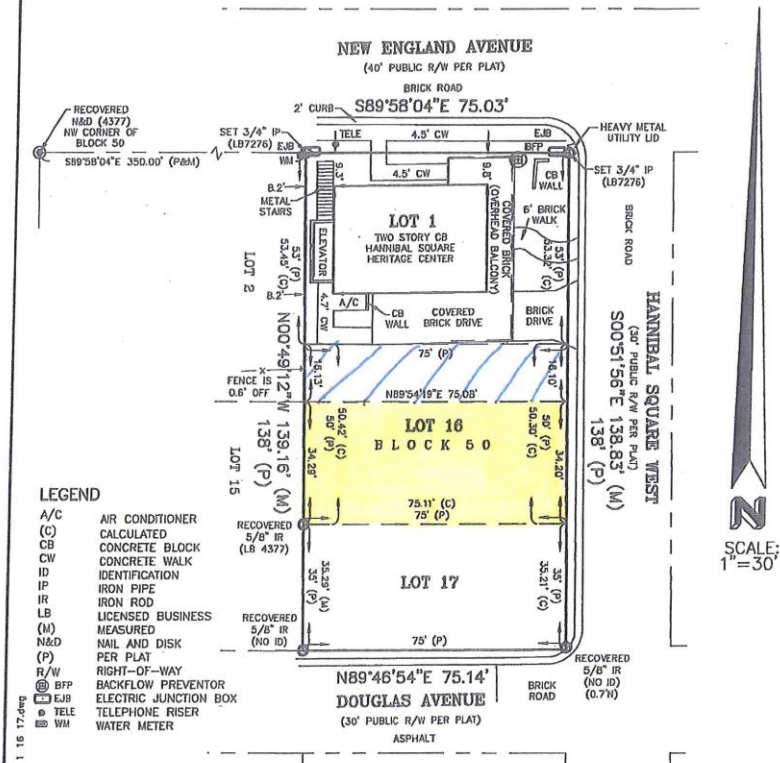 NEW ENGLAND AVENUE
(40' PUBLIC R/W PER PLAT)
BRICK ROAD
S89°58'04"E 75.03'
2' CURB
RECOVERED
N&D (4377)
NW CORNER OF
BLOCK 50
S89°58'04"E 350.00' (P&M)
SET 3/4" IP
(LB7276)
EJB
WM
TELE
4.5' CW
EJB
BFP
HEAVY METAL
UTILITY LID
SET 3/4" IP
(LB7276)
4.5' CW
9.3'
9.8'
CB
WALL
8.2'
METAL
STAIRS
ELEVATOR
LOT 1
TWO STORY CB
HANNIBAL SQUARE
HERITAGE CENTER
COVERED BRICK
(OVERHEAD BALCONY)
6' BRICK
WALK
53' (P)
53.45' (C)
53' (P)
53.32' (C)
BRICK ROAD
LOT 2
8.2'
4.7' CW
A/C
CB
WALL
COVERED
BRICK DRIVE
BRICK
DRIVE
HANNIBAL SQUARE WEST
(30' PUBLIC R/W PER PLAT)
S00°51'56"E 138.83' (M)
138' (P)
N00°49'12"W 139.16' (M)
138' (P)
75' (P)
X
FENCE IS
0.6' OFF
16.13'
16.10'
N89°54'19"E 75.08'
LOT 15
LOT 16
BLOCK 50
50.42' (C)
50' (P)
34.29'
50.30' (C)
50' (P)
34.20'
75.11' (C)
75' (P)
RECOVERED
5/8" IR
(LB 4377)
LOT 17
35.29' (M)
35' (P)
35.21' (C)
35' (P)
RECOVERED
5/8" IR
(NO ID)
75' (P)
N89°46'54"E 75.14'
RECOVERED
5/8" IR
(NO ID)
(0.7'N)
DOUGLAS AVENUE
(30' PUBLIC R/W PER PLAT)
ASPHALT
BRICK
ROAD
N
SCALE:
1"=30'
LEGEND
A/C AIR CONDITIONER
(C) CALCULATED
CB CONCRETE BLOCK
CW CONCRETE WALK
ID IDENTIFICATION
IP IRON PIPE
IR IRON ROD
LB LICENSED BUSINESS
(M) MEASURED
N&D NAIL AND DISK
(P) PER PLAT
R/W RIGHT-OF-WAY
BFP BACKFLOW PREVENTOR
EJB ELECTRIC JUNCTION BOX
TELE TELEPHONE RISER
WM WATER METER
1 16 17.dwg